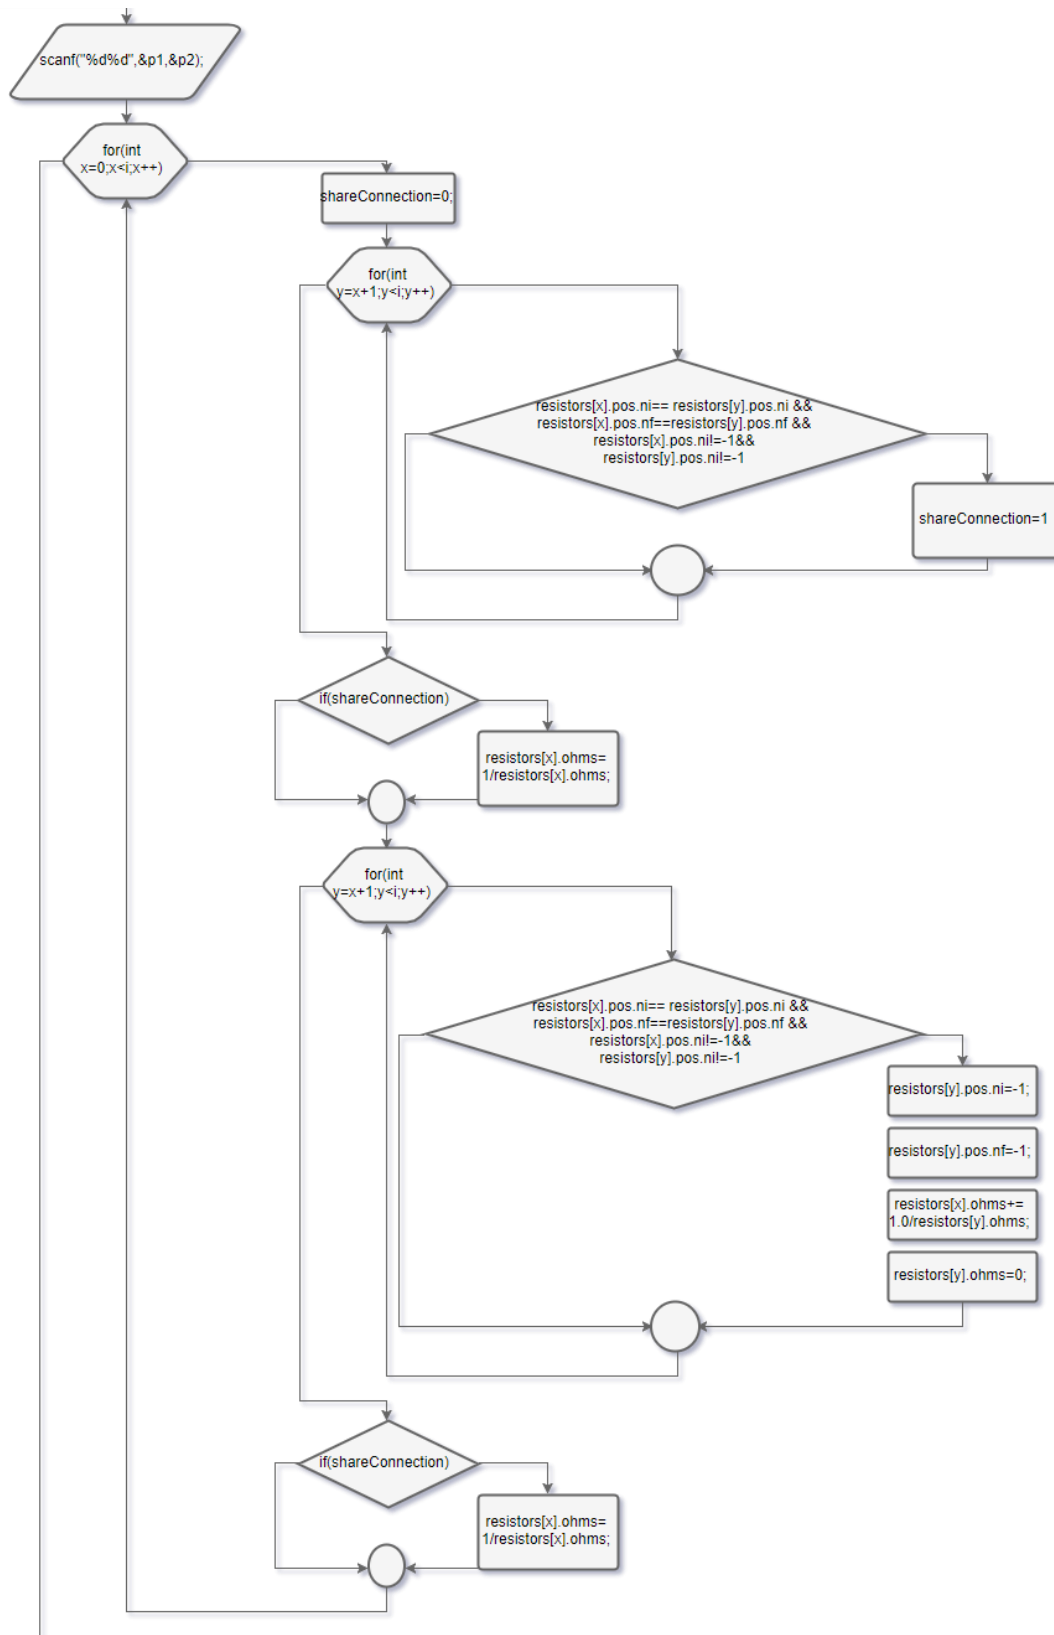 scanf("%d%d",&p1,&p2);
for(int
x=0;x<i;x++)
shareConnection=0;
for(int
y=x+1;y<i;y++)
resistors[x].pos.ni== resistors[y].pos.ni &&
resistors[x].pos.nf==resistors[y].pos.nf &&
resistors[x].pos.ni!=-1&&
resistors[y].pos.ni!=-1
shareConnection=1
if(shareConnection)
resistors[x].ohms=
1/resistors[x].ohms;
for(int
y=x+1;y<i;y++)
resistors[x].pos.ni== resistors[y].pos.ni &&
resistors[x].pos.nf==resistors[y].pos.nf &&
resistors[x].pos.ni!=-1&&
resistors[y].pos.ni!=-1
resistors[y].pos.ni=-1;
resistors[y].pos.nf=-1;
resistors[x].ohms+=
1.0/resistors[y].ohms;
resistors[y].ohms=0;
if(shareConnection)
resistors[x].ohms=
1/resistors[x].ohms;